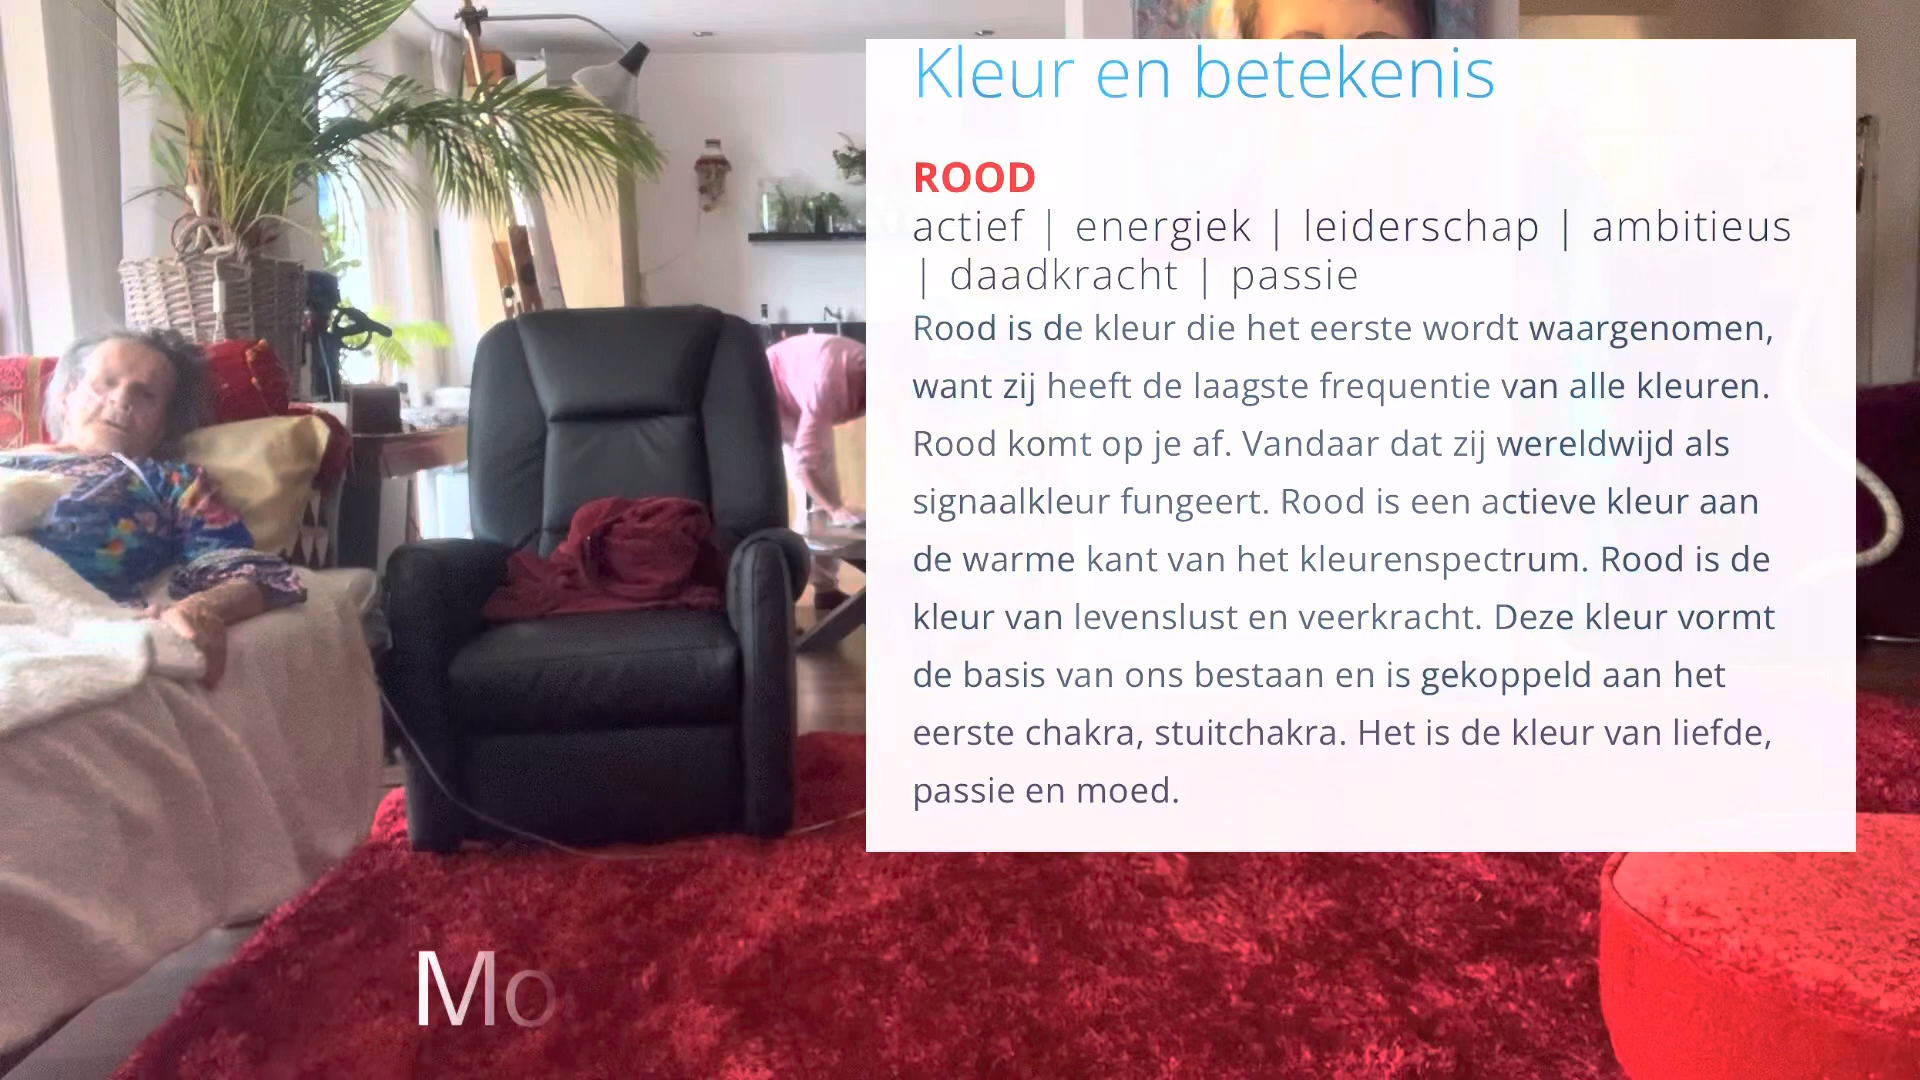 Kleur en betekenis
ROOD
actief | energiek | leiderschap | ambitieus
| daadkracht | passie
Rood is de kleur die het eerste wordt waargenomen,
want zij heeft de laagste frequentie van alle kleuren.
Rood komt op je af. Vandaar dat zij wereldwijd als
signaalkleur fungeert. Rood is een actieve kleur aan
de warme kant van het kleurenspectrum. Rood is de
kleur van levenslust en veerkracht. Deze kleur vormt
de basis van ons bestaan en is gekoppeld aan het
eerste chakra, stuitchakra. Het is de kleur van liefde,
passie en moed.
Mo